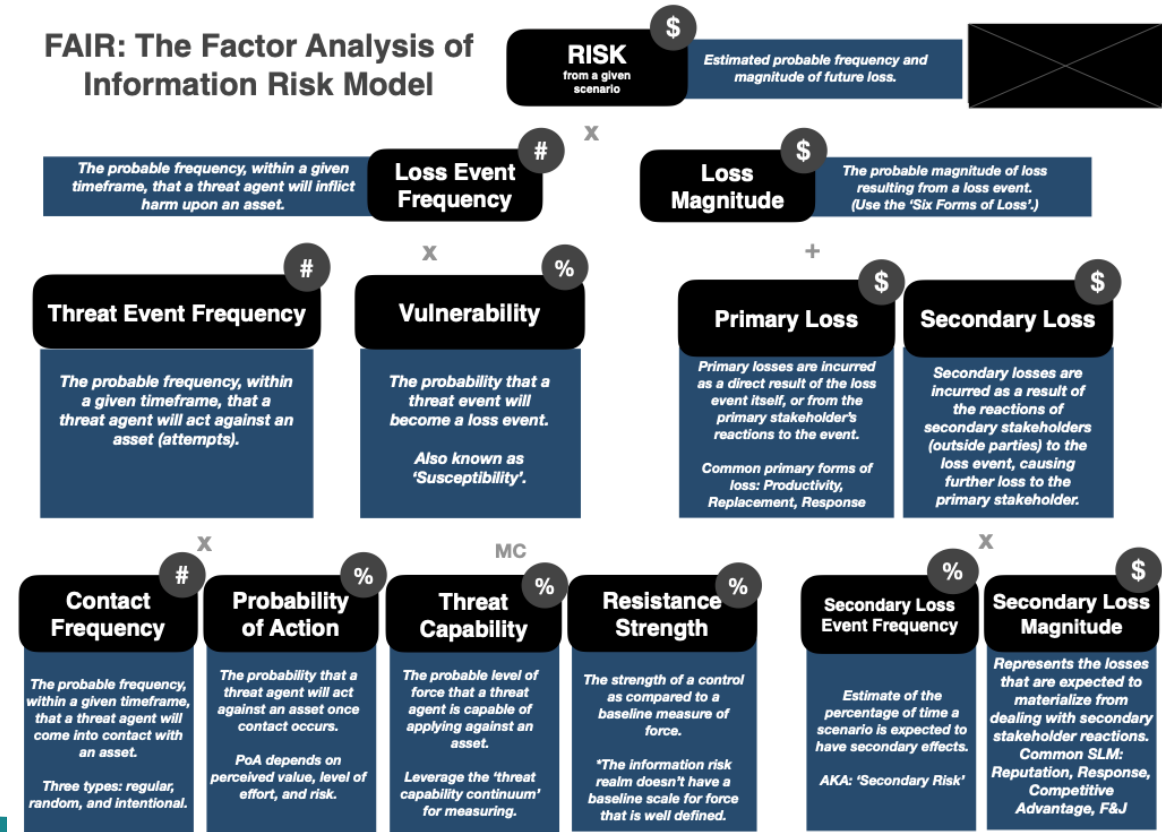 FAIR: The Factor Analysis of
Information Risk Model
$
RISK
from a given
scenario
Estimated probable frequency and
magnitude of future loss.
x
#
Loss Event
Frequency
The probable frequency, within a given
timeframe, that a threat agent will inflict
harm upon an asset.
$
Loss
Magnitude
The probable magnitude of loss
resulting from a loss event.
(Use the ‘Six Forms of Loss’.)
x
+
#
Threat Event Frequency
The probable frequency, within
a given timeframe, that a
threat agent will act against an
asset (attempts).
%
Vulnerability
The probability that a
threat event will
become a loss event.
Also known as
‘Susceptibility’.
$
Primary Loss
Primary losses are incurred
as a direct result of the loss
event itself, or from the
primary stakeholder’s
reactions to the event.
Common primary forms of
loss: Productivity,
Replacement, Response
$
Secondary Loss
Secondary losses are
incurred as a result of
the reactions of
secondary stakeholders
(outside parties) to the
loss event, causing
further loss to the
primary stakeholder.
x
MC
x
#
Contact
Frequency
The probable frequency,
within a given timeframe,
that a threat agent will
come into contact with
an asset.
Three types: regular,
random, and intentional.
%
Probability
of Action
The probability that a
threat agent will act
against an asset once
contact occurs.
PoA depends on
perceived value, level of
effort, and risk.
%
Threat
Capability
The probable level of
force that a threat
agent is capable of
applying against an
asset.
Leverage the ‘threat
capability continuum’
for measuring.
%
Resistance
Strength
The strength of a control
as compared to a
baseline measure of
force.
*The information risk
realm doesn’t have a
baseline scale for force
that is well defined.
%
Secondary Loss
Event Frequency
Estimate of the
percentage of time a
scenario is expected to
have secondary effects.
AKA: ‘Secondary Risk’
$
Secondary Loss
Magnitude
Represents the losses
that are expected to
materialize from
dealing with secondary
stakeholder reactions.
Common SLM:
Reputation, Response,
Competitive
Advantage, F&J